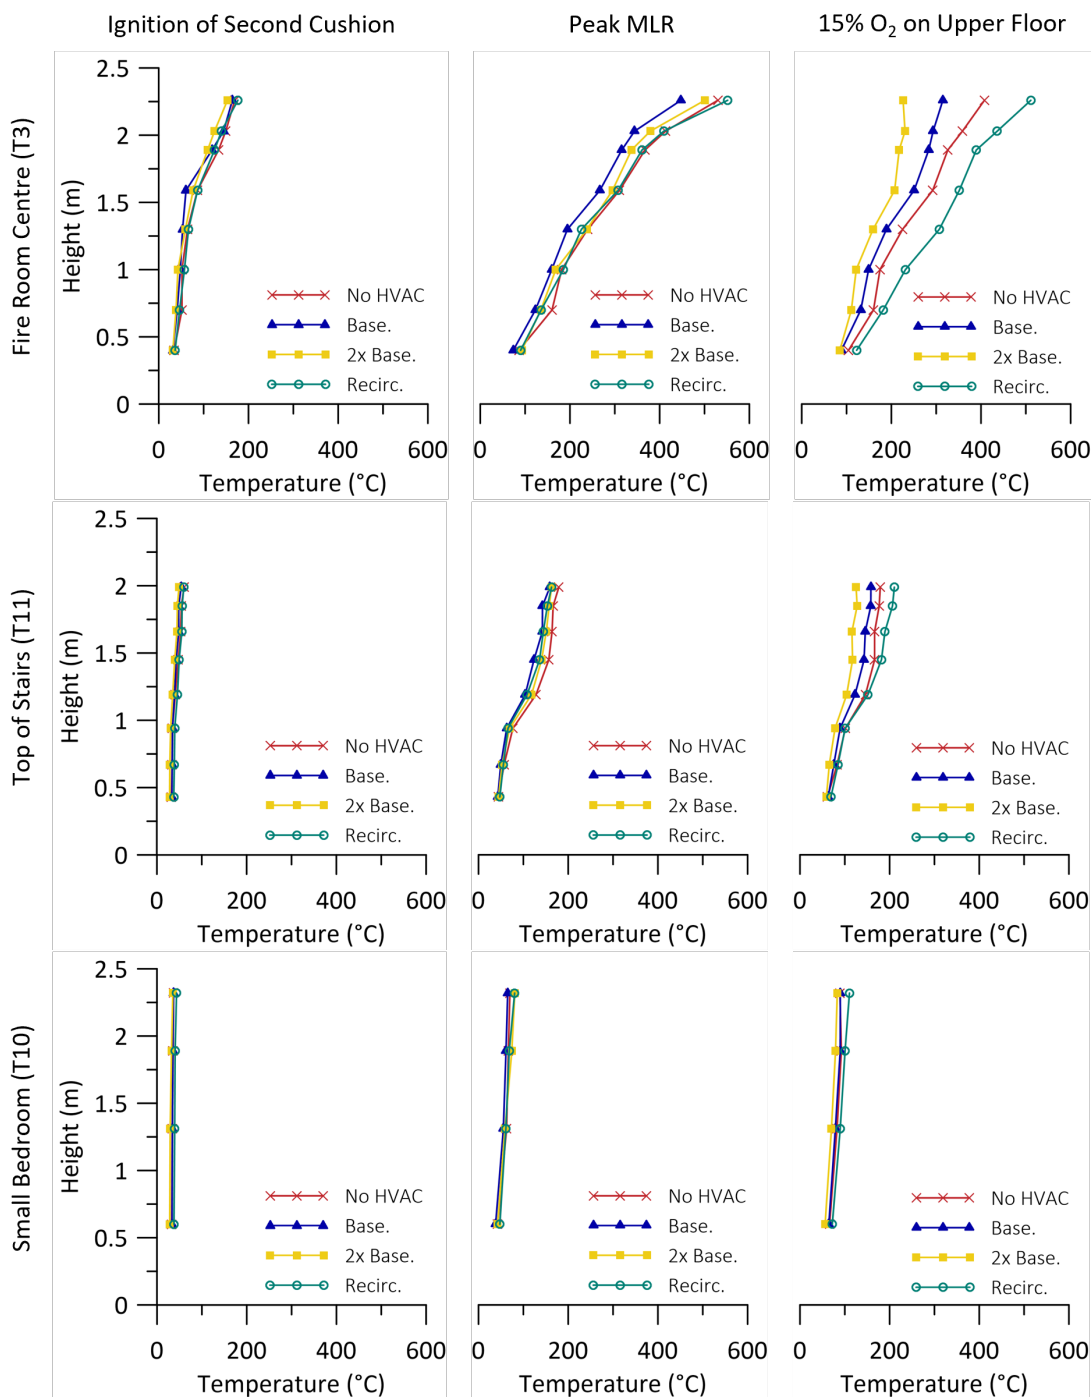 Ignition of Second Cushion
Peak MLR
15% O₂ on Upper Floor
Fire Room Centre (T3)
Height (m)
2.5
2
1.5
1
0.5
0
No HVAC
Base.
2x Base.
Recirc.
0 200 400 600
Temperature (°C)
No HVAC
Base.
2x Base.
Recirc.
0 200 400 600
Temperature (°C)
No HVAC
Base.
2x Base.
Recirc.
0 200 400 600
Temperature (°C)
Top of Stairs (T11)
Height (m)
2.5
2
1.5
1
0.5
0
No HVAC
Base.
2x Base.
Recirc.
0 200 400 600
Temperature (°C)
No HVAC
Base.
2x Base.
Recirc.
0 200 400 600
Temperature (°C)
No HVAC
Base.
2x Base.
Recirc.
0 200 400 600
Temperature (°C)
Small Bedroom (T10)
Height (m)
2.5
2
1.5
1
0.5
0
No HVAC
Base.
2x Base.
Recirc.
0 200 400 600
Temperature (°C)
No HVAC
Base.
2x Base.
Recirc.
0 200 400 600
Temperature (°C)
No HVAC
Base.
2x Base.
Recirc.
0 200 400 600
Temperature (°C)